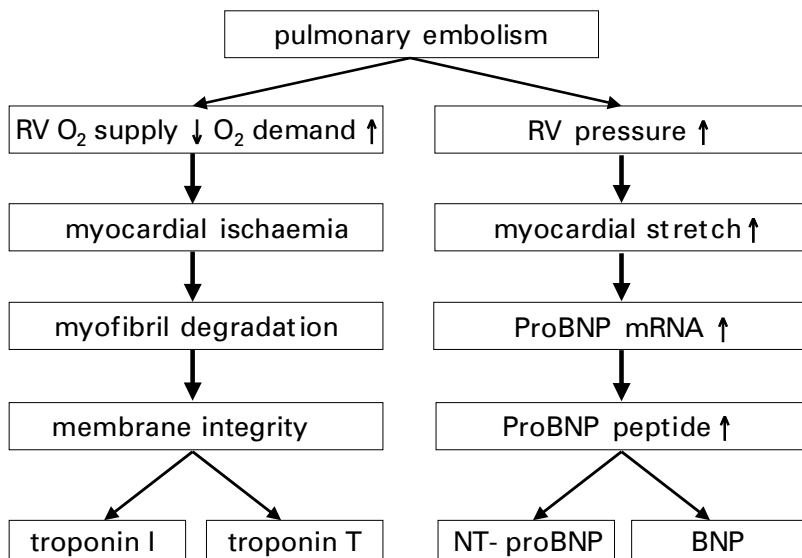 pulmonary embolism
RV O₂ supply ↓ O₂ demand ↑
RV pressure ↑
myocardial ischaemia
myocardial stretch ↑
myofibril degradation
ProBNP mRNA ↑
membrane integrity
ProBNP peptide ↑
troponin I
troponin T
NT- proBNP
BNP